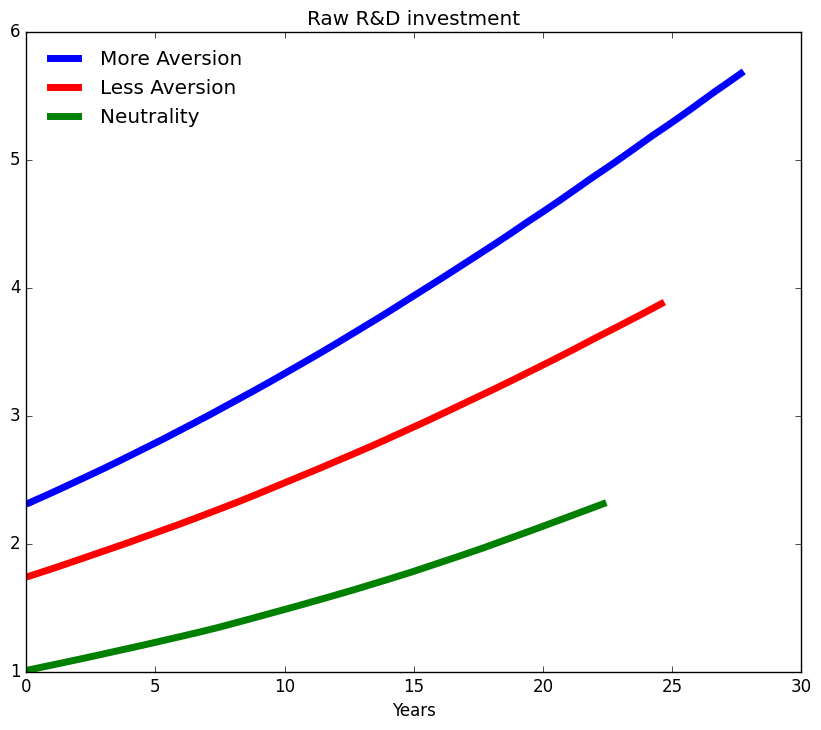 Raw R&D investment
6
More Aversion
Less Aversion
Neutrality
5
4
3
2
1
0 5 10 15 20 25 30
Years